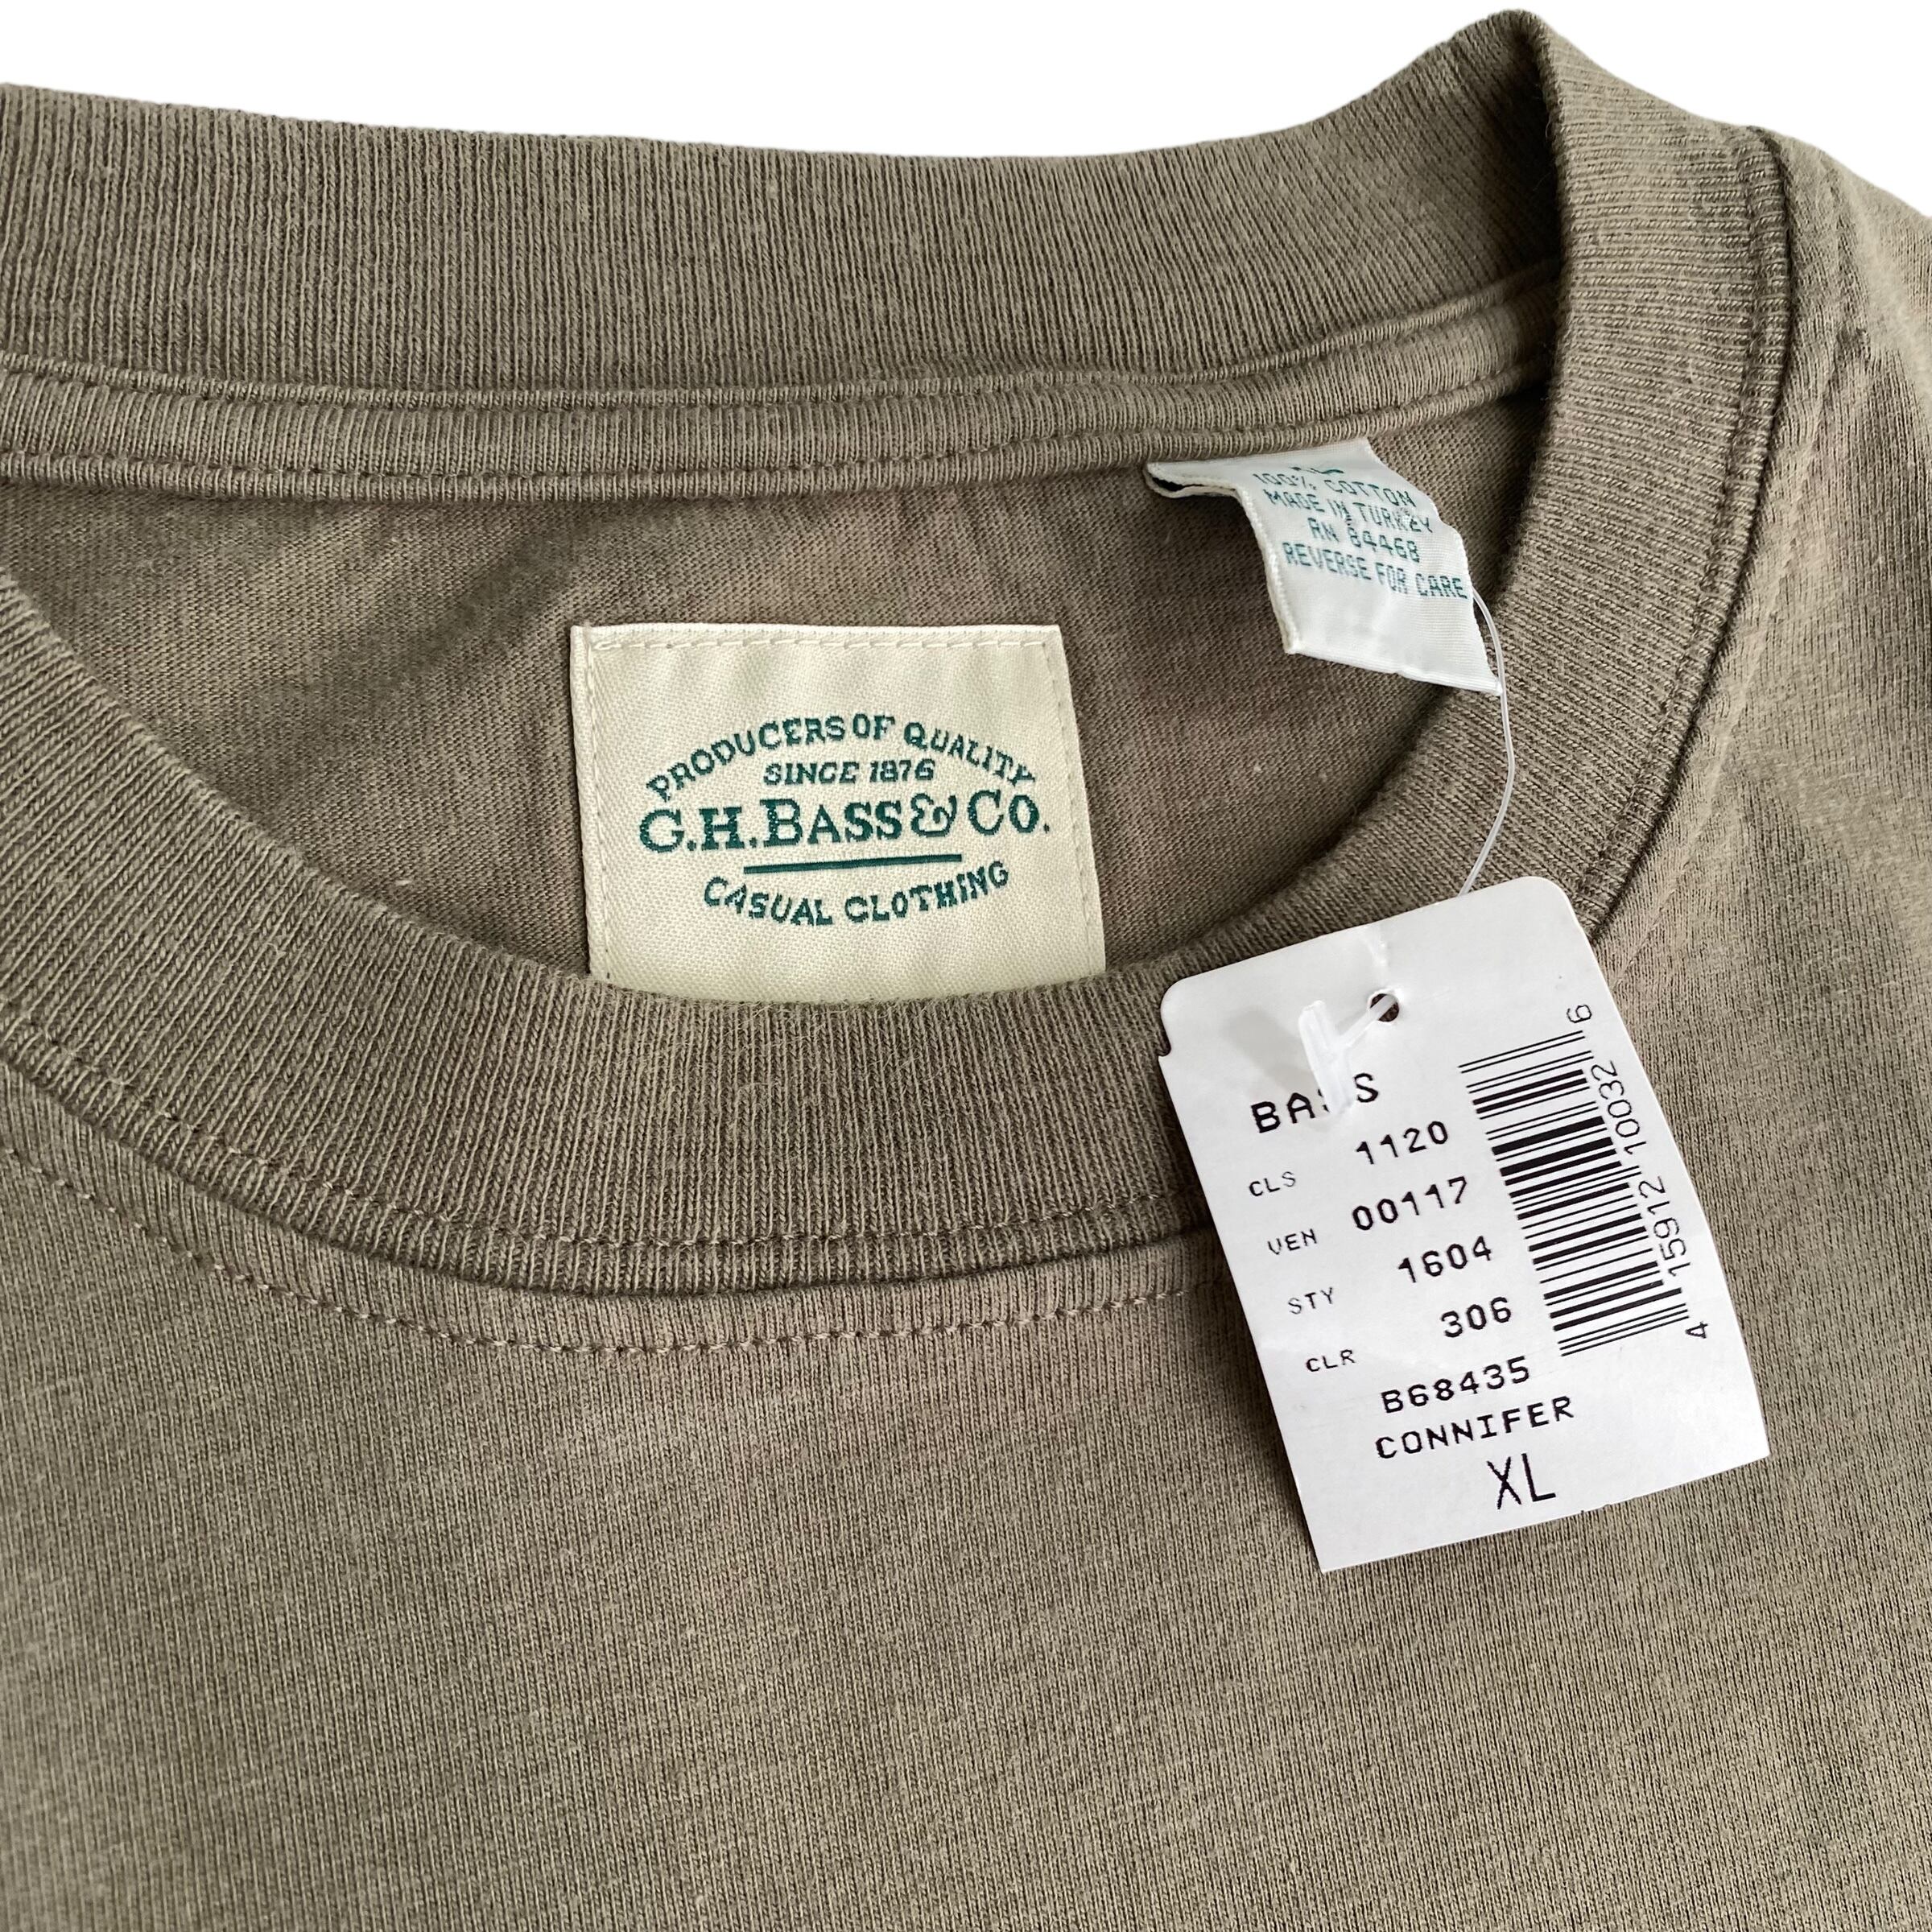 100% COTTON
MADE IN TURKEY
RN 84468
REVERSE FOR CARE
PRODUCERS OF QUALITY
SINCE 1876
G.H.BASS & CO.
CASUAL CLOTHING
BASS
CLS 1120
VEN 00117
STY 1604
CLR 306
B68435
CONNIFER
XL
4 15912 10032 6